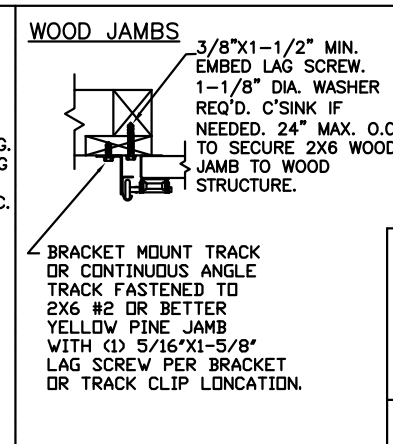 WOOD JAMBS
3/8"X1-1/2" MIN.
EMBED LAG SCREW.
1-1/8" DIA. WASHER
REQ'D. C'SINK IF
NEEDED. 24" MAX. O.C
TO SECURE 2X6 WOOD
JAMB TO WOOD
STRUCTURE.
G.
G
C.
BRACKET MOUNT TRACK
OR CONTINUOUS ANGLE
TRACK FASTENED TO
2X6 #2 OR BETTER
YELLOW PINE JAMB
WITH (1) 5/16"X1-5/8"
LAG SCREW PER BRACKET
OR TRACK CLIP LONCATION.